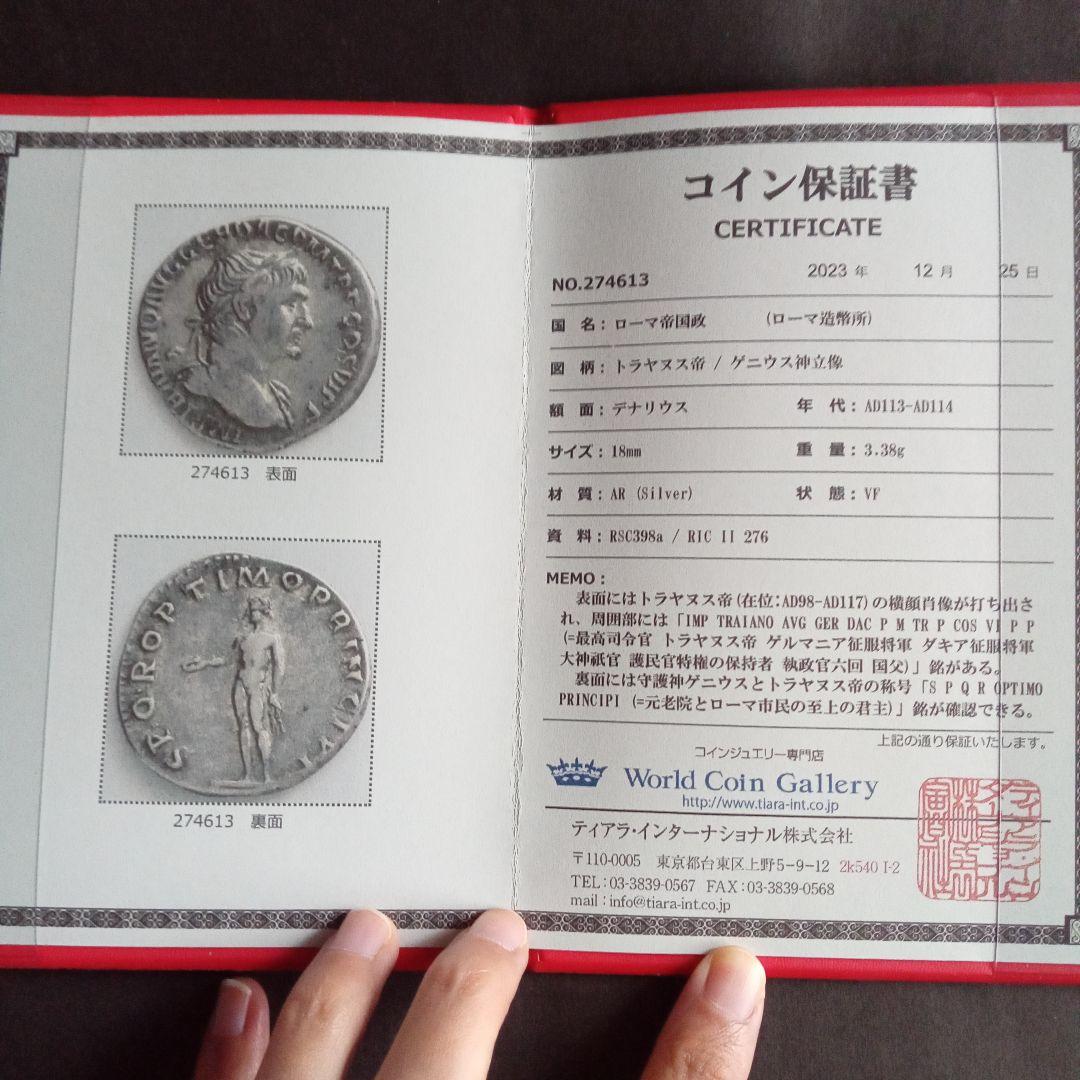 SPQR OPTIMO PRINCIPI
274613 表面
274613 裏面
コイン保証書
CERTIFICATE
NO.274613 2023 年 12 月 25 日
国 名：ローマ帝国政 (ローマ造幣所)
図 柄：トラヤヌス帝 / ゲニウス神立像
額 面：デナリウス 年 代：AD113-AD114
サイズ：18mm 重 量：3.38g
材 質：AR (Silver) 状 態：VF
資 料：RSC398a / RIC II 276
MEMO：
表面にはトラヤヌス帝(在位:AD98-AD117)の横顔肖像が打ち出さ
れ、周囲部には「IMP TRAIANO AVG GER DAC P M TR P COS VI P P
(=最高司令官 トラヤヌス帝 ゲルマニア征服将軍 ダキア征服将軍
大神祇官 護民官特権の保持者 執政官六回 国父)」銘がある。
裏面には守護神ゲニウスとトラヤヌス帝の称号「S P Q R OPTIMO
PRINCIPI (=元老院とローマ市民の至上の君主)」銘が確認できる。
上記の通り保証いたします。
コインジュエリー専門店
World Coin Gallery
http://www.tiara-int.co.jp
ティアラ・インターナショナル株式会社
〒110-0005 東京都台東区上野5-9-12 2k540 I-2
TEL:03-3839-0567 FAX:03-3839-0568
mail:info@tiara-int.co.jp